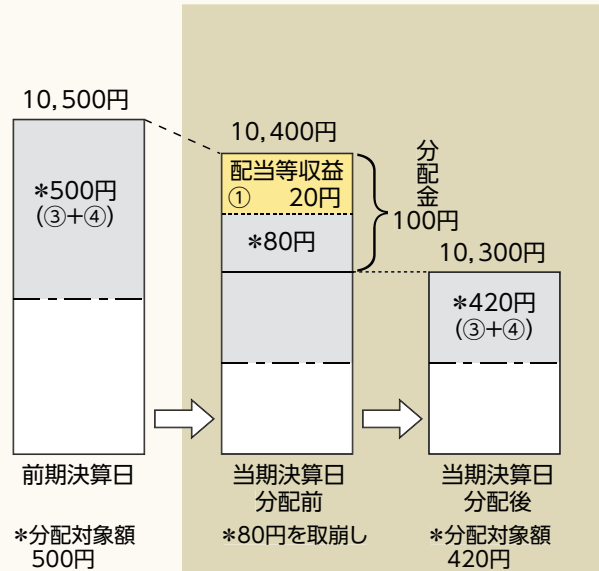 10,500円
*500円
(③+④)
前期決算日
*分配対象額
500円
10,400円
配当等収益
① 20円
*80円
分配金
100円
当期決算日
分配前
*80円を取崩し
10,300円
*420円
(③+④)
当期決算日
分配後
*分配対象額
420円